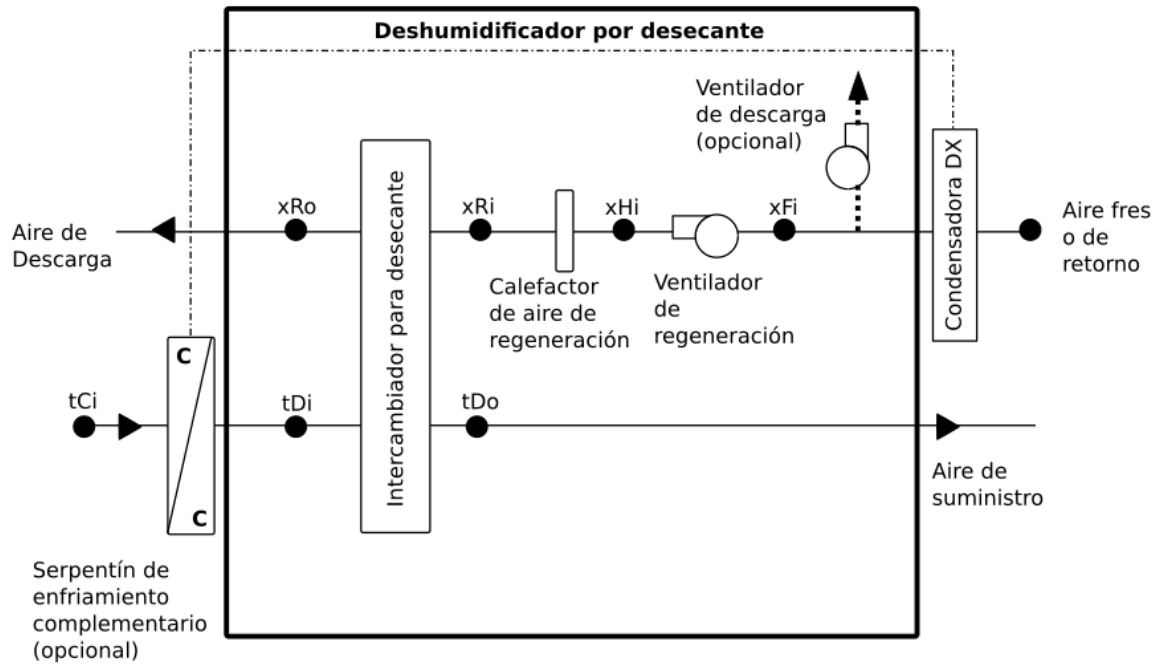 Deshumidificador por desecante
Ventilador
de descarga
(opcional)
Condensadora DX
Intercambiador para desecante
xRo
xRi
xHi
xFi
Aire fres
o de
retorno
Aire de
Descarga
Calefactor
de aire de
regeneración
Ventilador
de
regeneración
C
C
tCi
tDi
tDo
Aire de
suministro
Serpentín de
enfriamiento
complementario
(opcional)